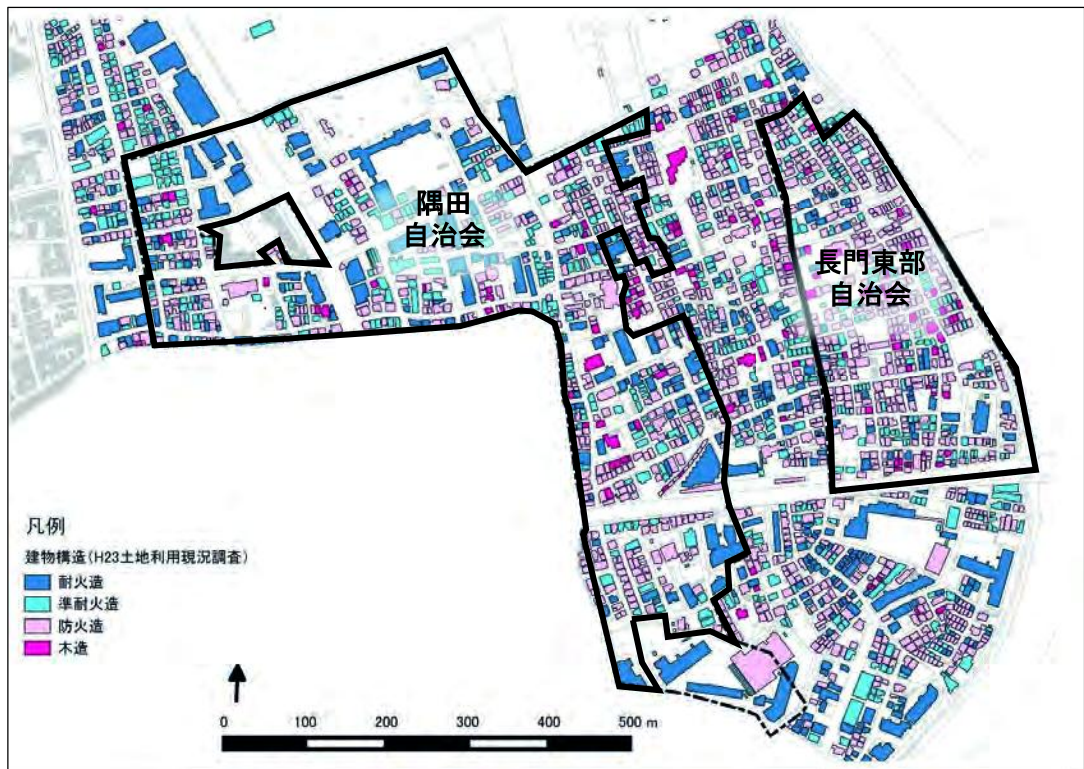 隅田
自治会
長門東部
自治会
凡例
建物構造(H23土地利用現況調査)
耐火造
準耐火造
防火造
木造
0 100 200 300 400 500 m